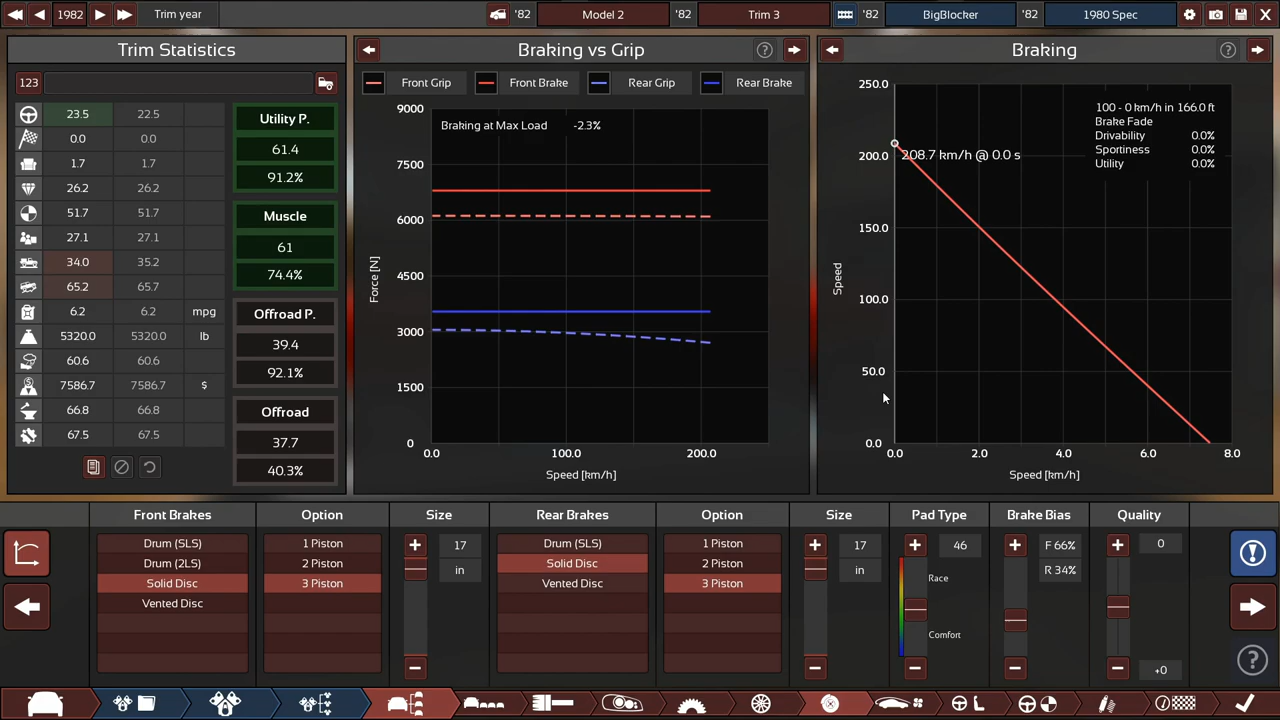 1982 Trim year '82 Model 2 '82 Trim 3 '82 BigBlocker '82 1980 Spec
Trim Statistics
123
23.5 22.5
0.0 0.0
1.7 1.7
26.2 26.2
51.7 51.7
27.1 27.1
34.0 35.2
65.2 65.7
6.2 6.2 mpg
5320.0 5320.0 lb
60.6 60.6
7586.7 7586.7 $
66.8 66.8
67.5 67.5
Utility P.
61.4
91.2%
Muscle
61
74.4%
Offroad P.
39.4
92.1%
Offroad
37.7
40.3%
Braking vs Grip ?
Front Grip Front Brake Rear Grip Rear Brake
Braking at Max Load -2.3%
9000
7500
6000
4500
3000
1500
0
Force [N]
0.0 100.0 200.0
Speed [km/h]
Braking ?
250.0
200.0
150.0
100.0
50.0
0.0
Speed
100 - 0 km/h in 166.0 ft
Brake Fade
Drivability 0.0%
Sportiness 0.0%
Utility 0.0%
208.7 km/h @ 0.0 s
0.0 2.0 4.0 6.0 8.0
Speed [km/h]
Front Brakes
Drum (SLS)
Drum (2LS)
Solid Disc
Vented Disc
Option
1 Piston
2 Piston
3 Piston
Size
+ 17
in
-
Rear Brakes
Drum (SLS)
Solid Disc
Vented Disc
Option
1 Piston
2 Piston
3 Piston
Size
+ 17
in
-
Pad Type
+ 46
Race
Comfort
-
Brake Bias
+ F 66%
R 34%
-
Quality
+ 0
- +0
?